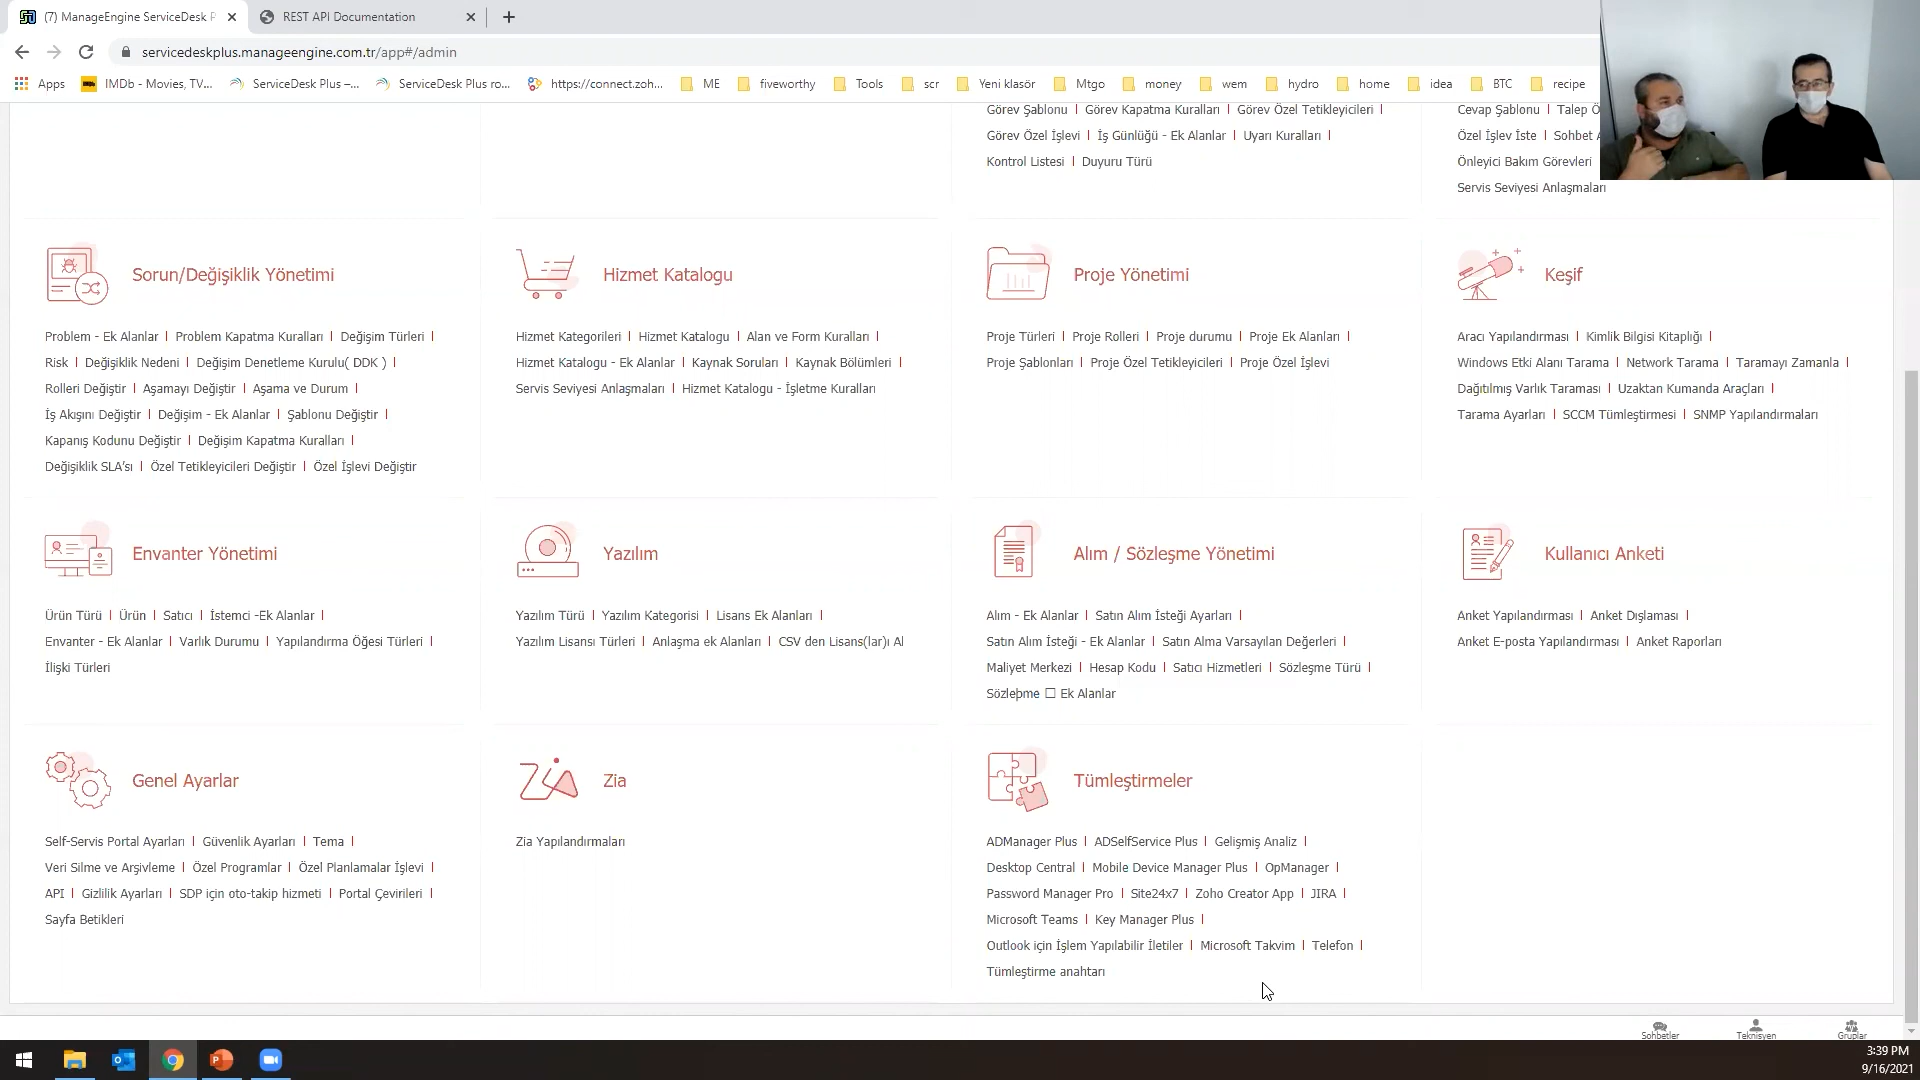 (7) ManageEngine ServiceDesk P
REST API Documentation
servicedeskplus.manageengine.com.tr/app#/admin
Apps
IMDb - Movies, TV...
ServiceDesk Plus –...
ServiceDesk Plus ro...
https://connect.zoh...
ME
fiveworthy
Tools
scr
Yeni klasör
Mtgo
money
wem
hydro
home
idea
BTC
recipe
Görev Şablonu | Görev Kapatma Kuralları | Görev Özel Tetikleyicileri |
Görev Özel İşlevi | İş Günlüğü - Ek Alanlar | Uyarı Kuralları |
Kontrol Listesi | Duyuru Türü
Cevap Şablonu | Talep Ö
Özel İşlev İste | Sohbet
Önleyici Bakım Görevleri
Servis Seviyesi Anlaşmaları
Sorun/Değişiklik Yönetimi
Problem - Ek Alanlar | Problem Kapatma Kuralları | Değişim Türleri |
Risk | Değişiklik Nedeni | Değişim Denetleme Kurulu( DDK ) |
Rolleri Değiştir | Aşamayı Değiştir | Aşama ve Durum |
İş Akışını Değiştir | Değişim - Ek Alanlar | Şablonu Değiştir |
Kapanış Kodunu Değiştir | Değişim Kapatma Kuralları |
Değişiklik SLA'sı | Özel Tetikleyicileri Değiştir | Özel İşlevi Değiştir
Hizmet Katalogu
Hizmet Kategorileri | Hizmet Katalogu | Alan ve Form Kuralları |
Hizmet Katalogu - Ek Alanlar | Kaynak Soruları | Kaynak Bölümleri |
Servis Seviyesi Anlaşmaları | Hizmet Katalogu - İşletme Kuralları
Proje Yönetimi
Proje Türleri | Proje Rolleri | Proje durumu | Proje Ek Alanları |
Proje Şablonları | Proje Özel Tetikleyicileri | Proje Özel İşlevi
Keşif
Aracı Yapılandırması | Kimlik Bilgisi Kitaplığı |
Windows Etki Alanı Tarama | Network Tarama | Taramayı Zamanla |
Dağıtılmış Varlık Taraması | Uzaktan Kumanda Araçları |
Tarama Ayarları | SCCM Tümleştirmesi | SNMP Yapılandırmaları
Envanter Yönetimi
Ürün Türü | Ürün | Satıcı | İstemci -Ek Alanlar |
Envanter - Ek Alanlar | Varlık Durumu | Yapılandırma Öğesi Türleri |
İlişki Türleri
Yazılım
Yazılım Türü | Yazılım Kategorisi | Lisans Ek Alanları |
Yazılım Lisansı Türleri | Anlaşma ek Alanları | CSV den Lisans(lar)ı Al
Alım / Sözleşme Yönetimi
Alım - Ek Alanlar | Satın Alım İsteği Ayarları |
Satın Alım İsteği - Ek Alanlar | Satın Alma Varsayılan Değerleri |
Maliyet Merkezi | Hesap Kodu | Satıcı Hizmetleri | Sözleşme Türü |
Sözleþme □ Ek Alanlar
Kullanıcı Anketi
Anket Yapılandırması | Anket Dışlaması |
Anket E-posta Yapılandırması | Anket Raporları
Genel Ayarlar
Self-Servis Portal Ayarları | Güvenlik Ayarları | Tema |
Veri Silme ve Arşivleme | Özel Programlar | Özel Planlamalar İşlevi |
API | Gizlilik Ayarları | SDP için oto-takip hizmeti | Portal Çevirileri |
Sayfa Betikleri
Zia
Zia Yapılandırmaları
Tümleştirmeler
ADManager Plus | ADSelfService Plus | Gelişmiş Analiz |
Desktop Central | Mobile Device Manager Plus | OpManager |
Password Manager Pro | Site24x7 | Zoho Creator App | JIRA |
Microsoft Teams | Key Manager Plus |
Outlook için İşlem Yapılabilir İletiler | Microsoft Takvim | Telefon |
Tümleştirme anahtarı
Sohbetler
Teknisyen
Gruplar
3:39 PM
9/16/2021